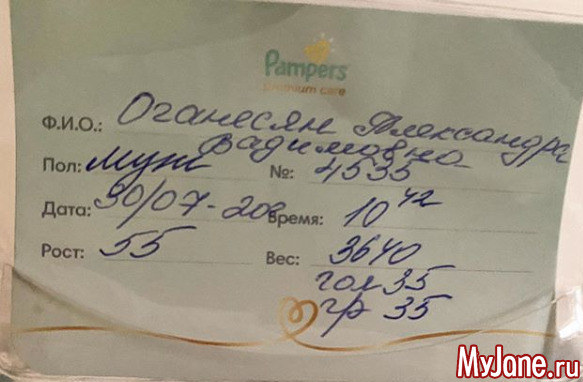 Pampers
premium care
Ф.И.О.: Оганесян Александра
Вадимовна
Пол: муж №: 4535
Дата: 30/07-20г Время: 10 42
Рост: 55 Вес: 3640
гол 35
гр 35
MyJane.ru